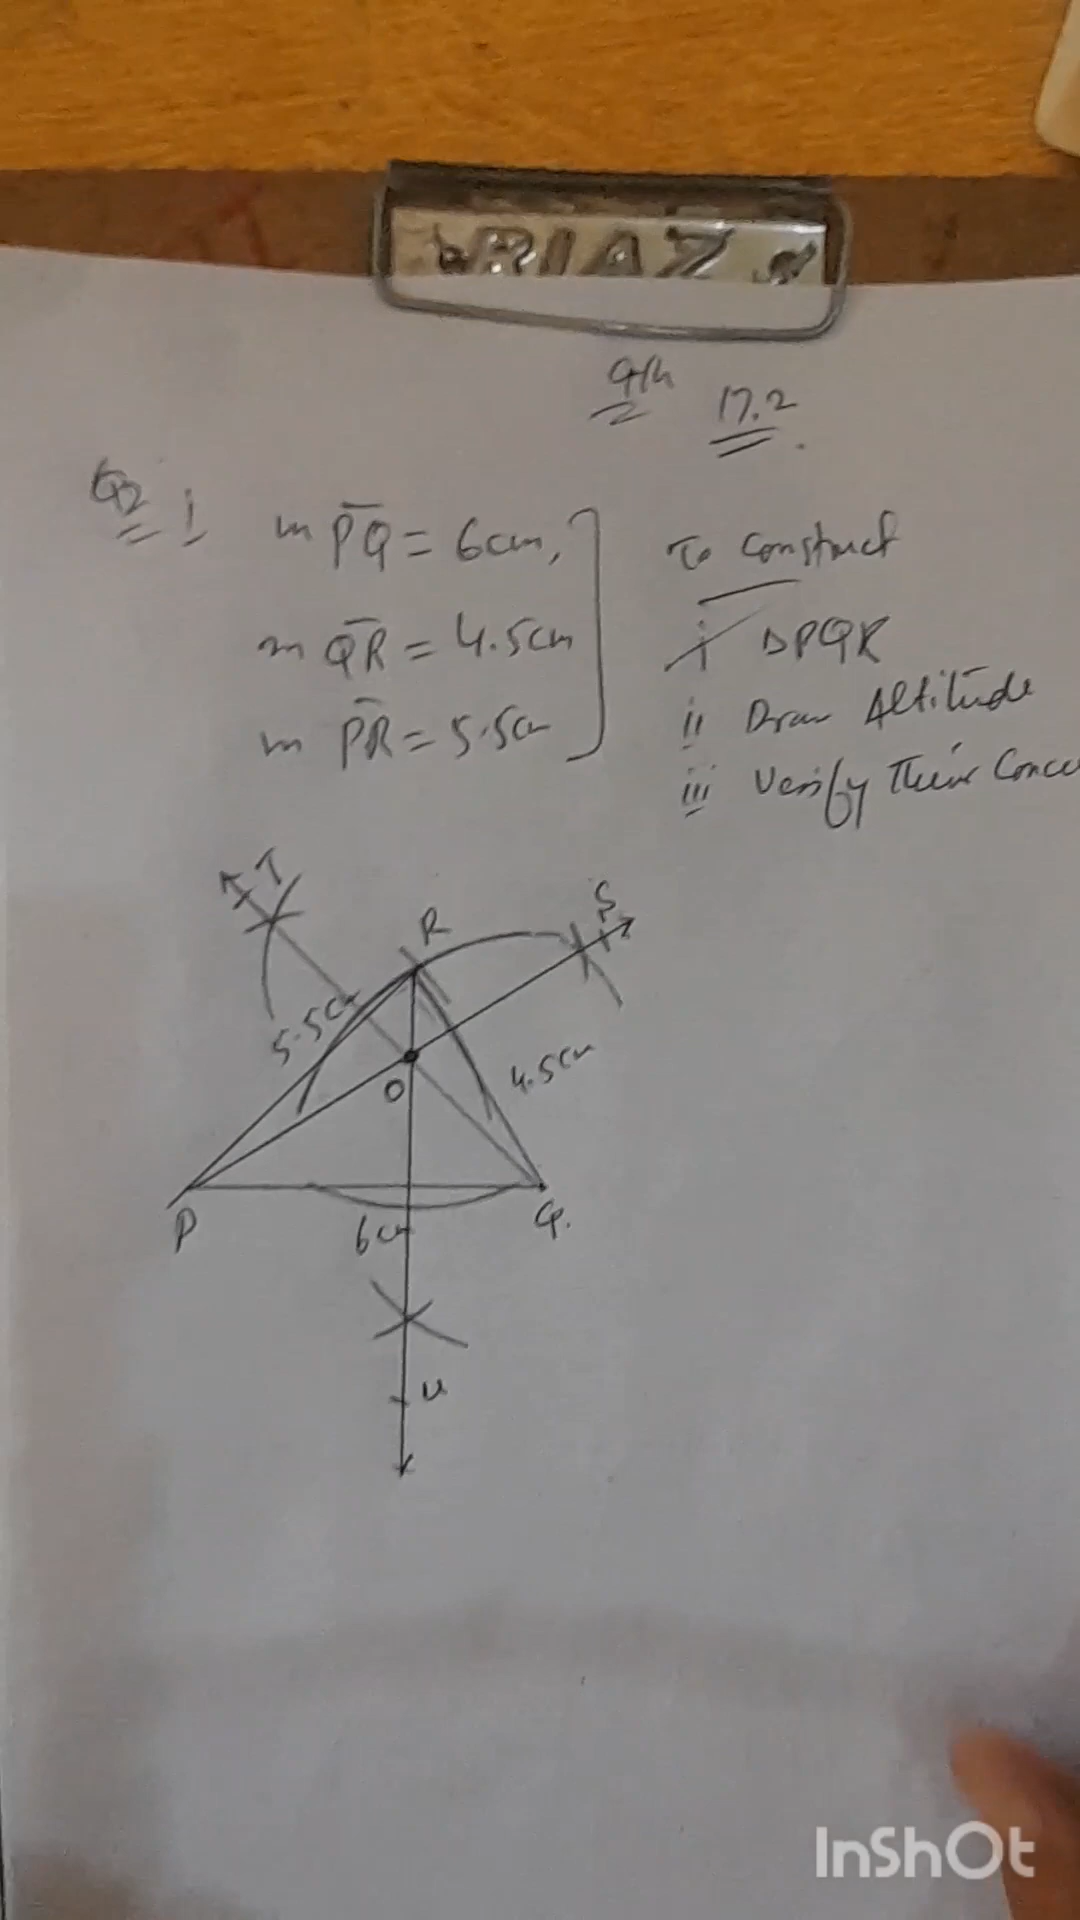 RIAZ
9th 17.2
Q2 i m PQ = 6cm, To Construct
m QR = 4.5cm i △PQR
m PR = 5.5cm ii Draw Altitude
iii Verify Their Concu
T
R
S
5.5cm
4.5cm
O
P
6cm
Q.
u
InShOt